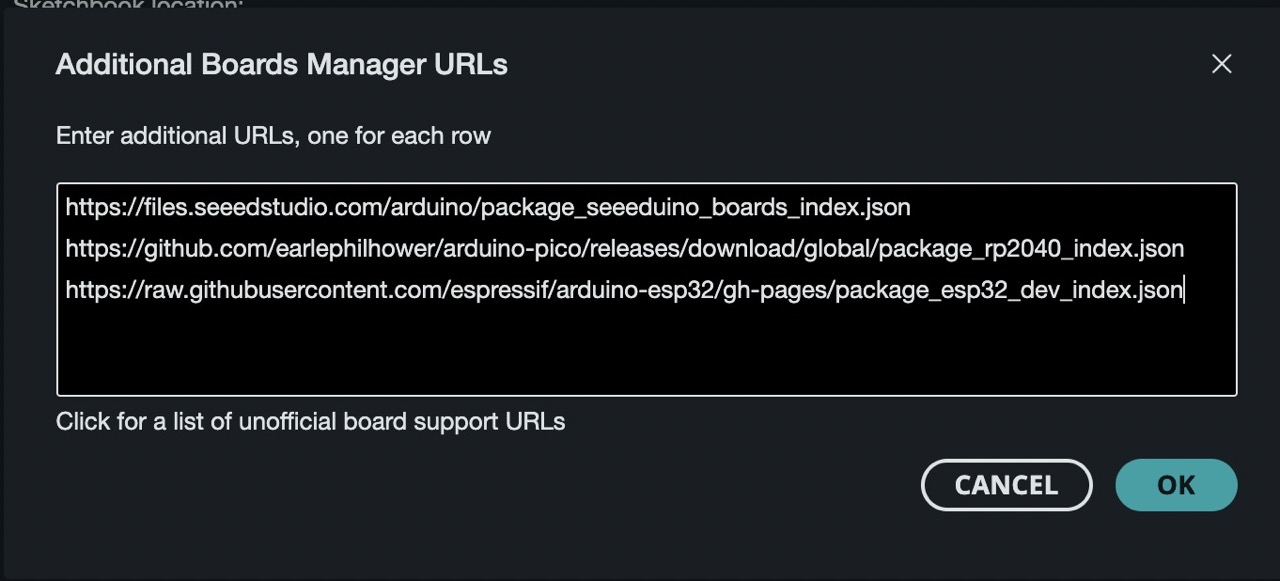 Sketchbook location:
Additional Boards Manager URLs
Enter additional URLs, one for each row
https://files.seeedstudio.com/arduino/package_seeeduino_boards_index.json
https://github.com/earlephilhower/arduino-pico/releases/download/global/package_rp2040_index.json
https://raw.githubusercontent.com/espressif/arduino-esp32/gh-pages/package_esp32_dev_index.json
Click for a list of unofficial board support URLs
CANCEL
OK